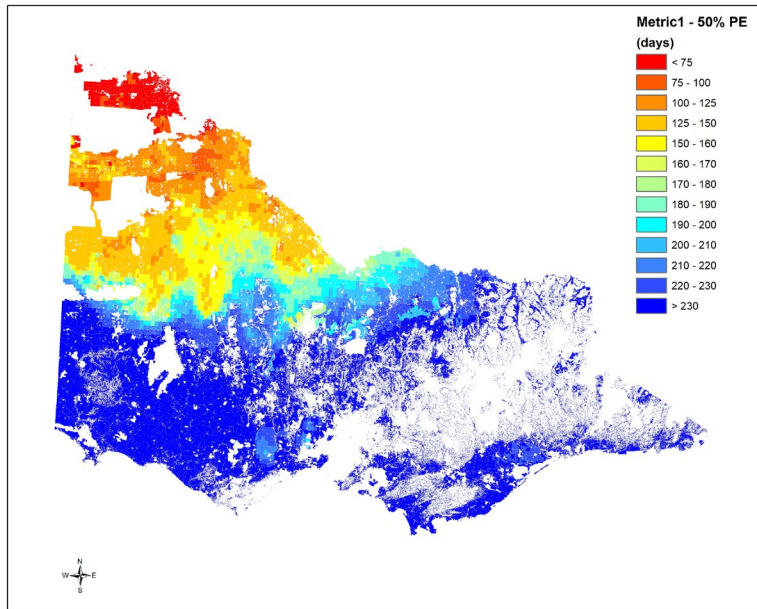 Metric1 - 50% PE
(days)
< 75
75 - 100
100 - 125
125 - 150
150 - 160
160 - 170
170 - 180
180 - 190
190 - 200
200 - 210
210 - 220
220 - 230
> 230
N
W E
S